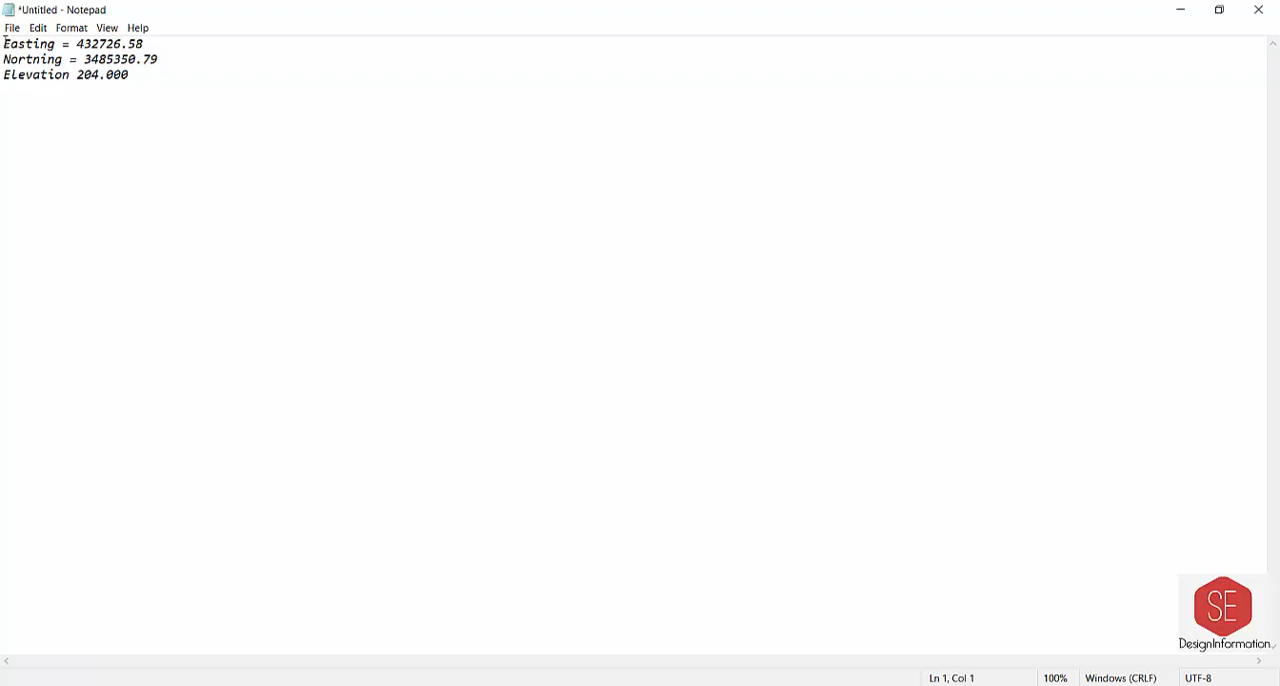 *Untitled - Notepad
File Edit Format View Help
Easting = 432726.58
Nortning = 3485350.79
Elevation 204.000
SE
DesignInformation
Ln 1, Col 1 100% Windows (CRLF) UTF-8